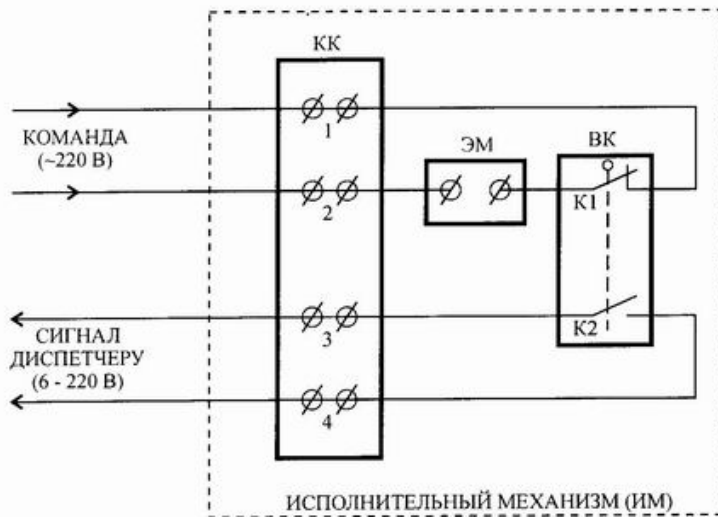 КК
1
КОМАНДА
(~220 В)
ЭМ
ВК
К1
2
К2
3
СИГНАЛ
ДИСПЕТЧЕРУ
(6 - 220 В)
4
ИСПОЛНИТЕЛЬНЫЙ МЕХАНИЗМ (ИМ)